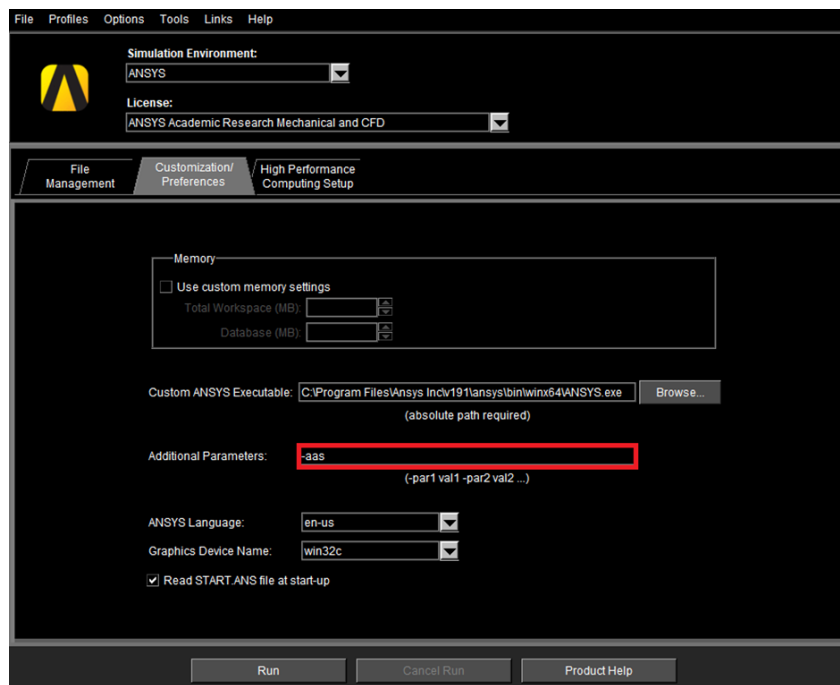 File Profiles Options Tools Links Help
Simulation Environment:
ANSYS
License:
ANSYS Academic Research Mechanical and CFD
File Management
Customization/ Preferences
High Performance Computing Setup
Memory
Use custom memory settings
Total Workspace (MB):
Database (MB):
Custom ANSYS Executable: C:\Program Files\Ansys Inc\v191\ansys\bin\winx64\ANSYS.exe Browse...
(absolute path required)
Additional Parameters: -aas
(-par1 val1 -par2 val2 ...)
ANSYS Language: en-us
Graphics Device Name: win32c
Read START.ANS file at start-up
Run Cancel Run Product Help